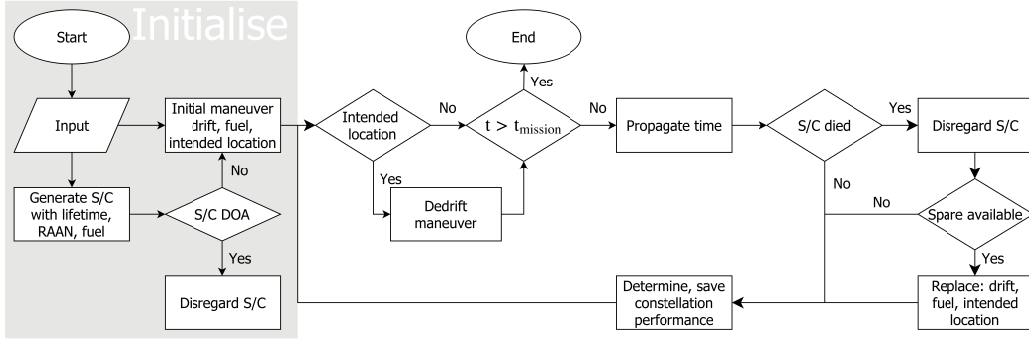 Initialise
Start
Input
Generate S/C
with lifetime,
RAAN, fuel
Initial maneuver
drift, fuel,
intended location
No
S/C DOA
Yes
Disregard S/C
Intended
location
No
Yes
Dedrift
maneuver
End
Yes
t > tmission
No
Propagate time
S/C died
Yes
No
Disregard S/C
Spare available
No
Yes
Replace: drift,
fuel, intended
location
Determine, save
constellation
performance